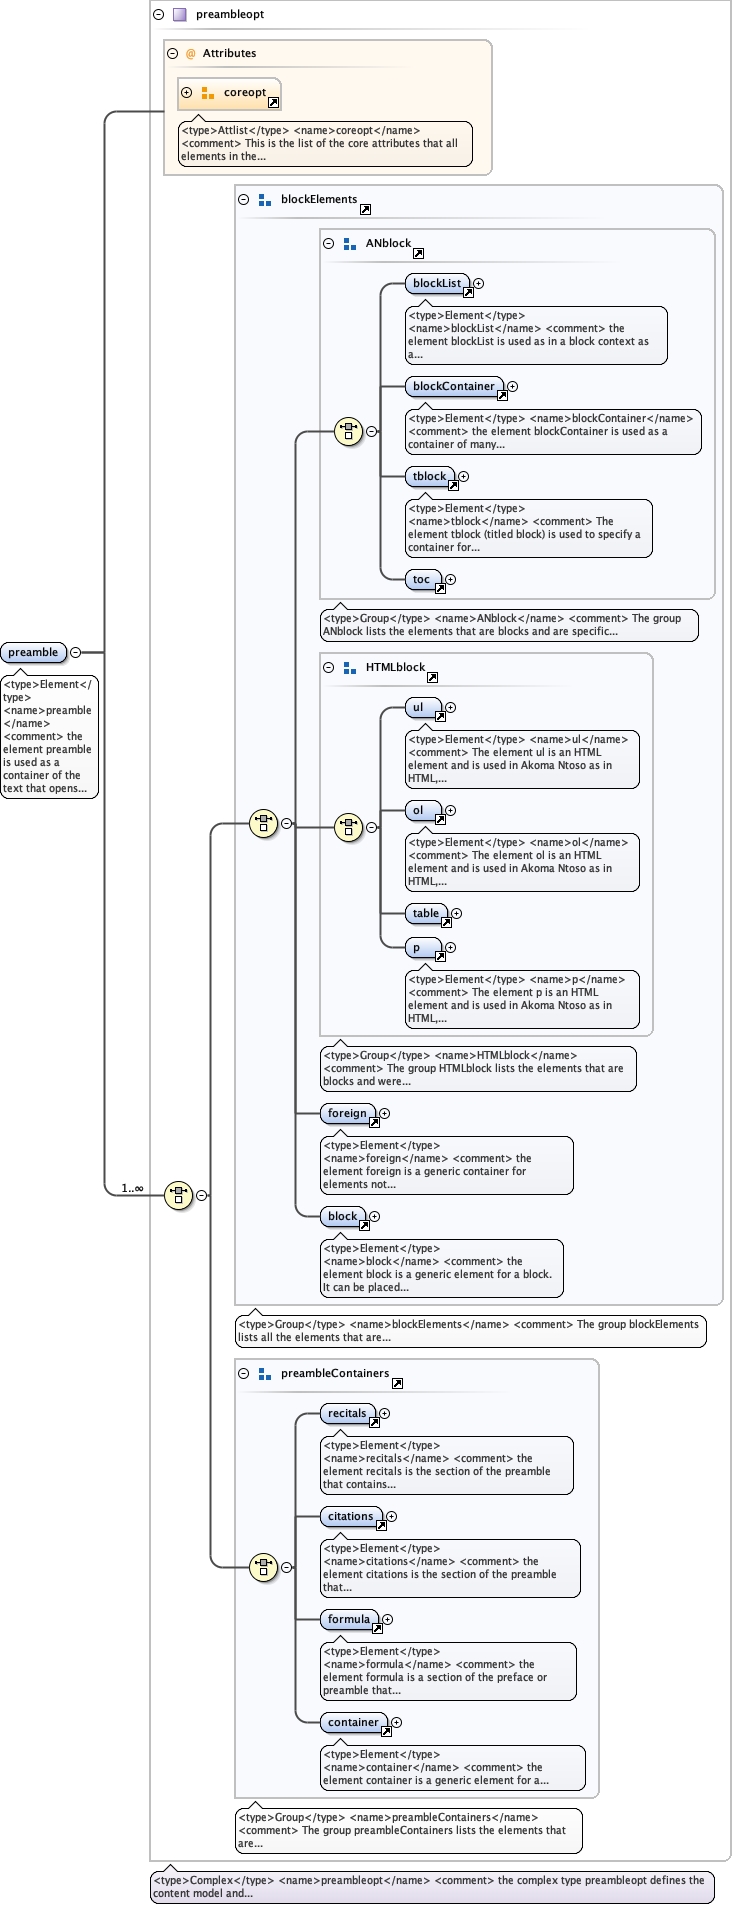 preambleopt
@ Attributes
coreopt
<type>Attlist</type> <name>coreopt</name>
<comment> This is the list of the core attributes that all
elements in the...
blockElements
ANblock
blockList
<type>Element</type>
<name>blockList</name> <comment> the
element blockList is used as in a block context as
a...
blockContainer
<type>Element</type> <name>blockContainer</name>
<comment> the element blockContainer is used as a
container of many...
tblock
<type>Element</type>
<name>tblock</name> <comment> The
element tblock (titled block) is used to specify a
container for...
toc
<type>Group</type> <name>ANblock</name> <comment> The group
ANblock lists the elements that are blocks and are specific...
preamble
<type>Element</
type>
<name>preamble
</name>
<comment> the
element preamble
is used as a
container of the
text that opens...
HTMLblock
ul
<type>Element</type> <name>ul</name>
<comment> The element ul is an HTML
element and is used in Akoma Ntoso as in
HTML,...
ol
<type>Element</type> <name>ol</name>
<comment> The element ol is an HTML
element and is used in Akoma Ntoso as in
HTML,...
table
p
<type>Element</type> <name>p</name>
<comment> The element p is an HTML
element and is used in Akoma Ntoso as in
HTML,...
<type>Group</type> <name>HTMLblock</name>
<comment> The group HTMLblock lists the elements that are
blocks and were...
foreign
<type>Element</type>
<name>foreign</name> <comment> the
element foreign is a generic container for
elements not...
1..∞
block
<type>Element</type>
<name>block</name> <comment> the
element block is a generic element for a block.
It can be placed...
<type>Group</type> <name>blockElements</name> <comment> The group blockElements
lists all the elements that are...
preambleContainers
recitals
<type>Element</type>
<name>recitals</name> <comment> the
element recitals is the section of the preamble
that contains...
citations
<type>Element</type>
<name>citations</name> <comment> the
element citations is the section of the preamble
that...
formula
<type>Element</type>
<name>formula</name> <comment> the
element formula is a section of the preface or
preamble that...
container
<type>Element</type>
<name>container</name> <comment> the
element container is a generic element for a...
<type>Group</type> <name>preambleContainers</name>
<comment> The group preambleContainers lists the elements that
are...
<type>Complex</type> <name>preambleopt</name> <comment> the complex type preambleopt defines the
content model and...